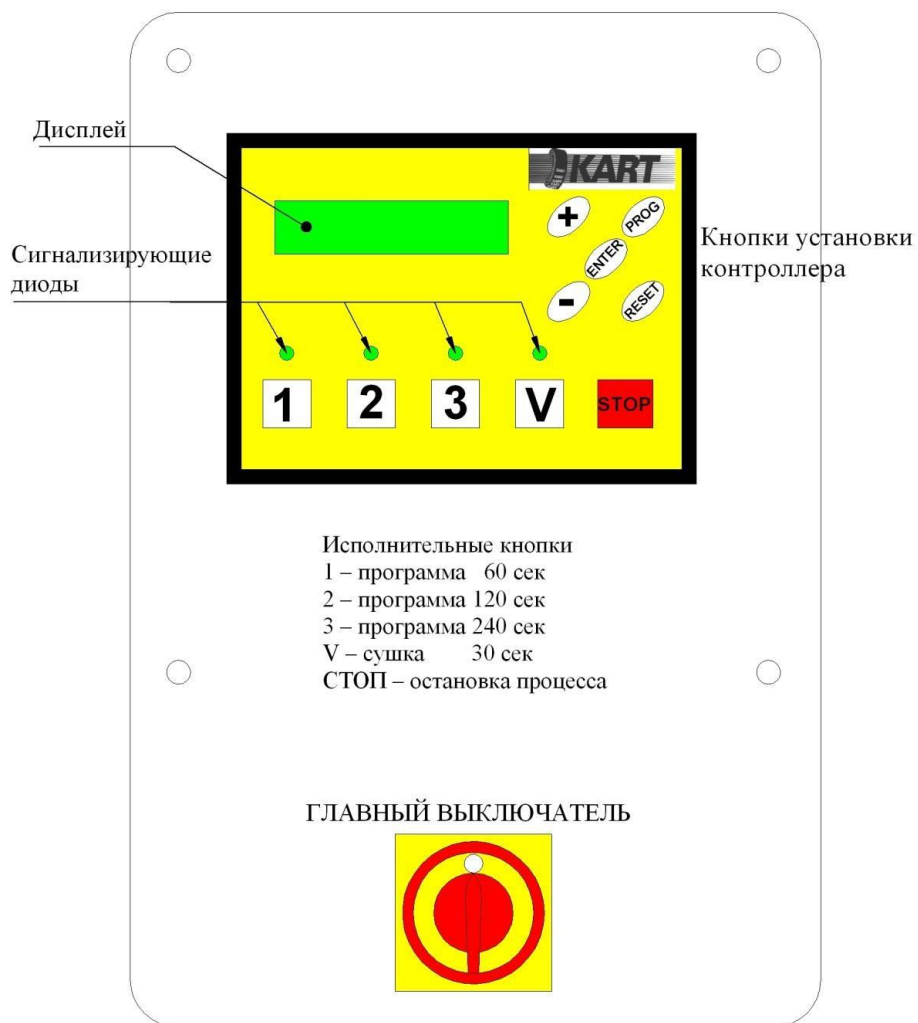 Дисплей
KART
+
PROG
ENTER
-
RESET
Кнопки установки
контроллера
Сигнализирующие
диоды
1 2 3 V STOP
Исполнительные кнопки
1 – программа 60 сек
2 – программа 120 сек
3 – программа 240 сек
V – сушка 30 сек
СТОП – остановка процесса
ГЛАВНЫЙ ВЫКЛЮЧАТЕЛЬ